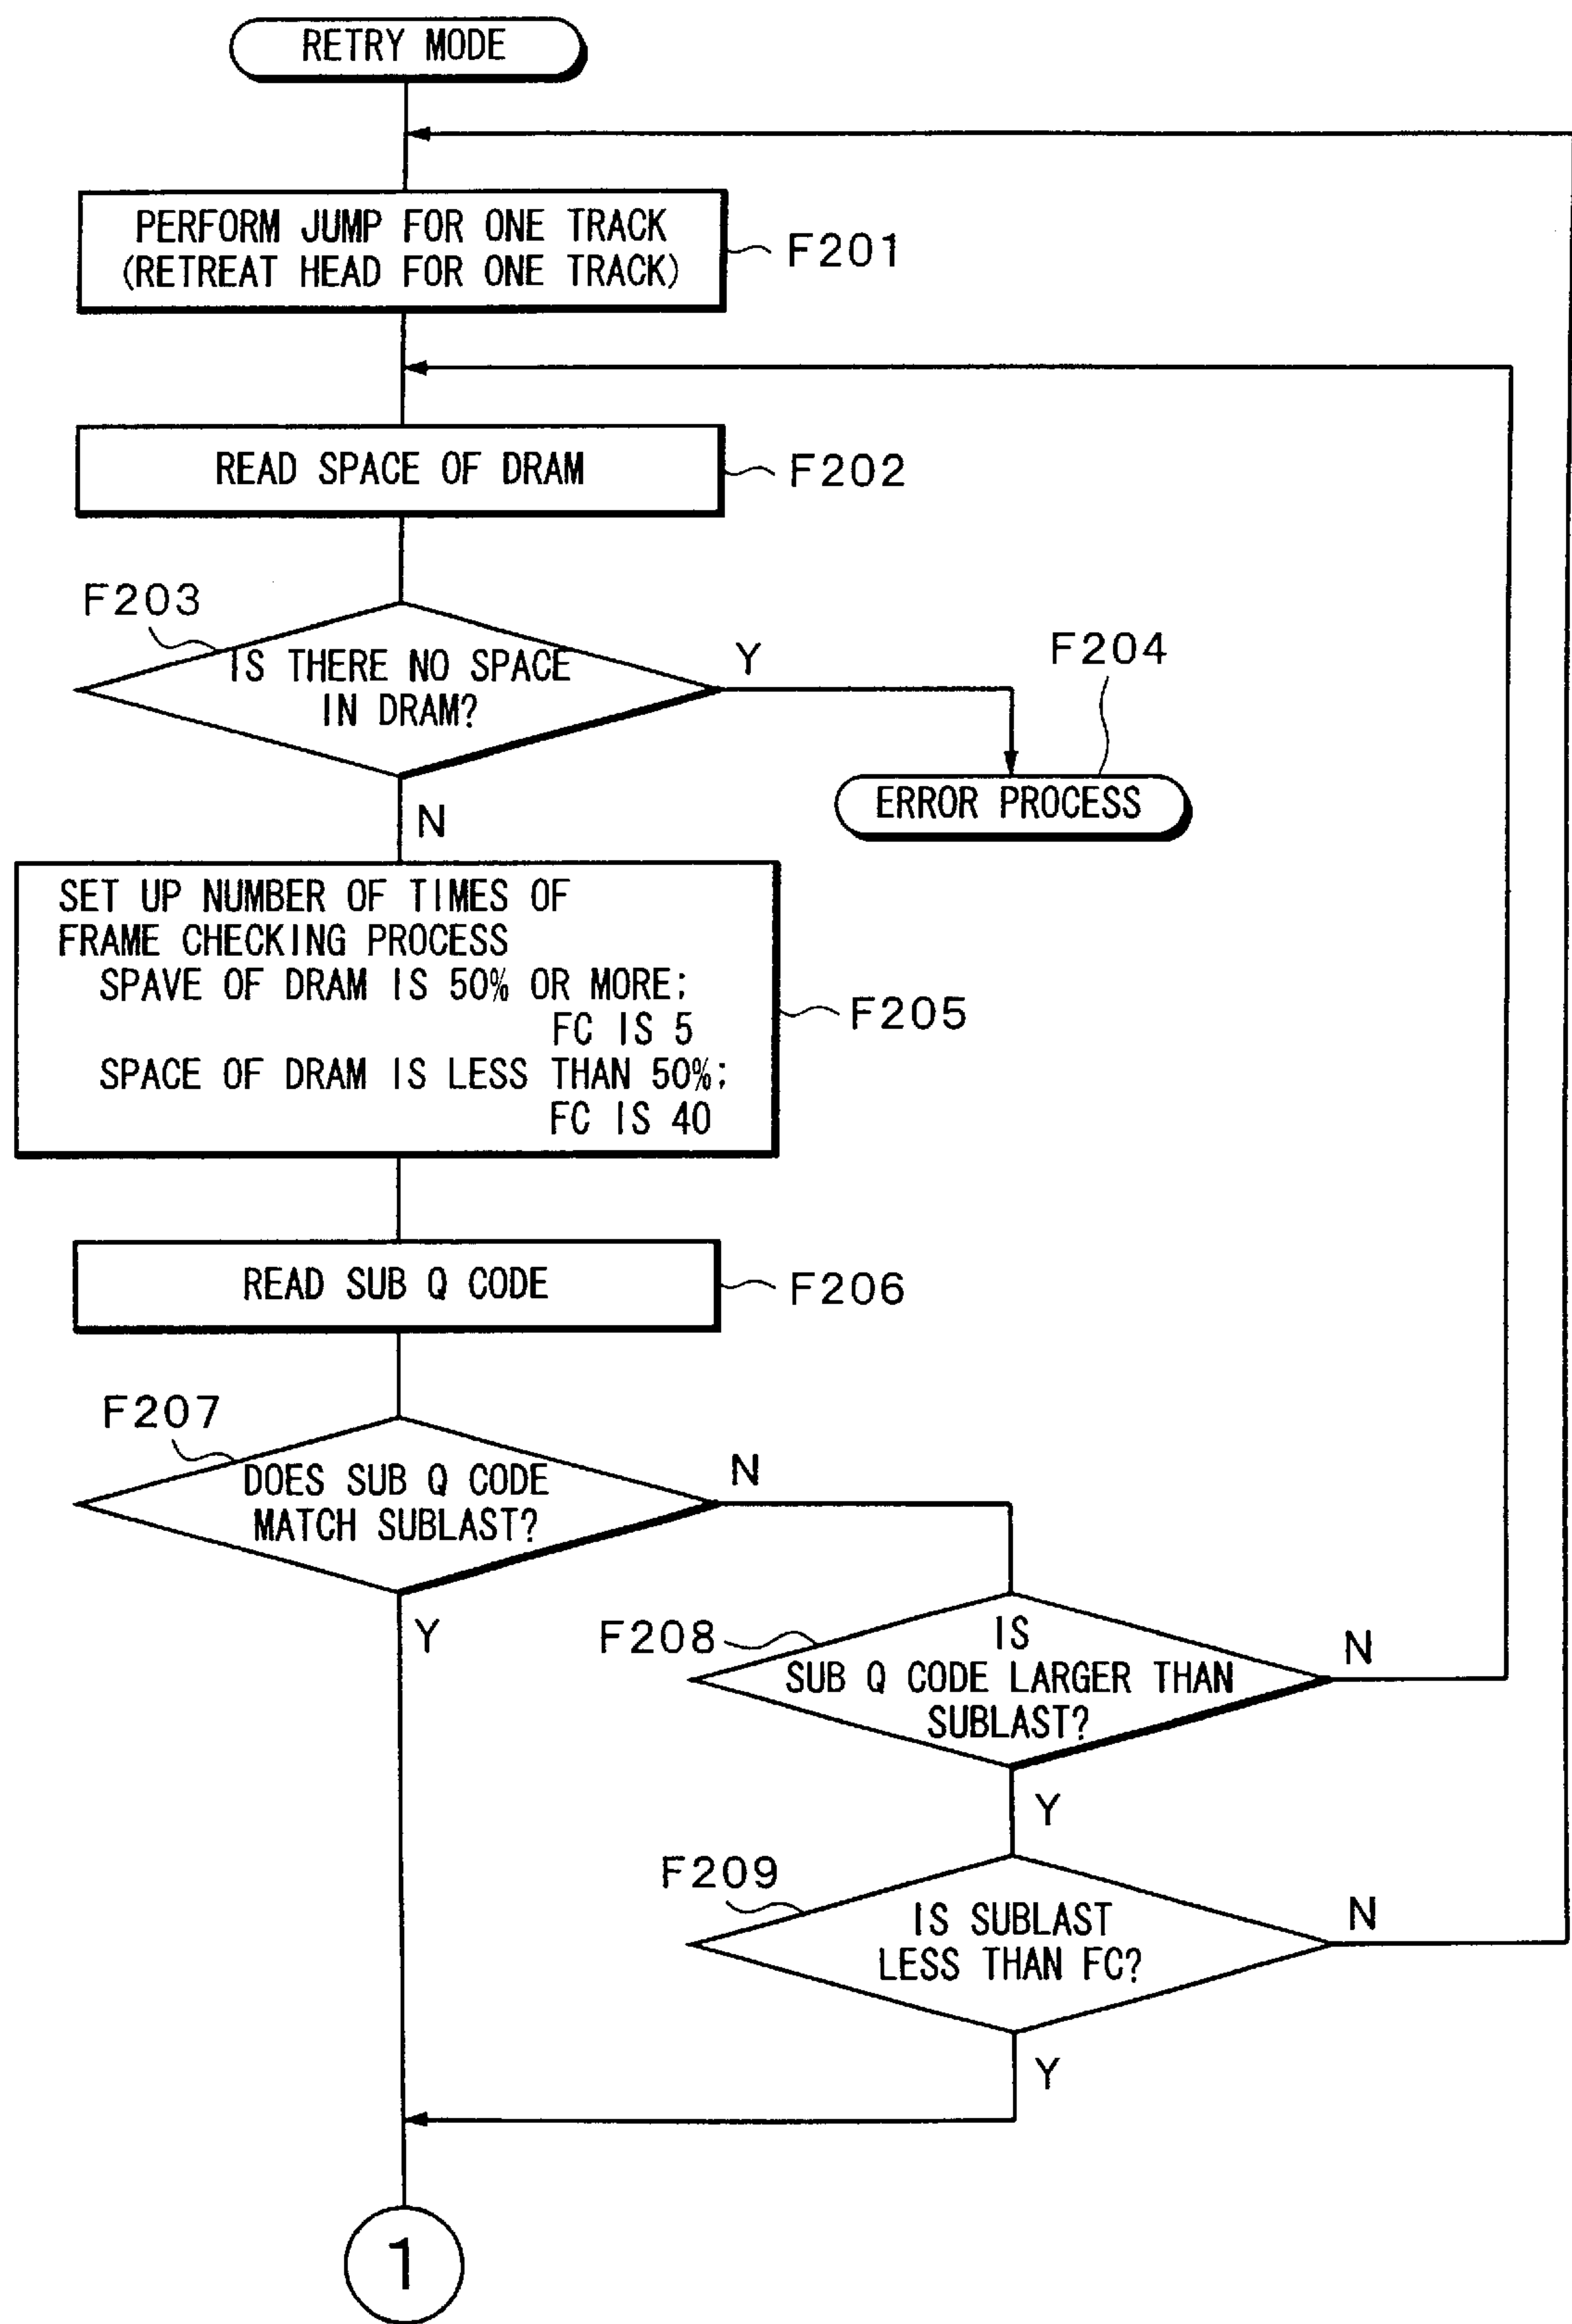 RETRY MODE
PERFORM JUMP FOR ONE TRACK
(RETREAT HEAD FOR ONE TRACK)
F201
READ SPACE OF DRAM
F202
F203
IS THERE NO SPACE
IN DRAM?
Y
F204
ERROR PROCESS
N
SET UP NUMBER OF TIMES OF
FRAME CHECKING PROCESS
SPAVE OF DRAM IS 50% OR MORE;
FC IS 5
SPACE OF DRAM IS LESS THAN 50%;
FC IS 40
F205
READ SUB Q CODE
F206
F207
DOES SUB Q CODE
MATCH SUBLAST?
N
Y
F208
IS
SUB Q CODE LARGER THAN
SUBLAST?
N
Y
F209
IS SUBLAST
LESS THAN FC?
N
Y
1